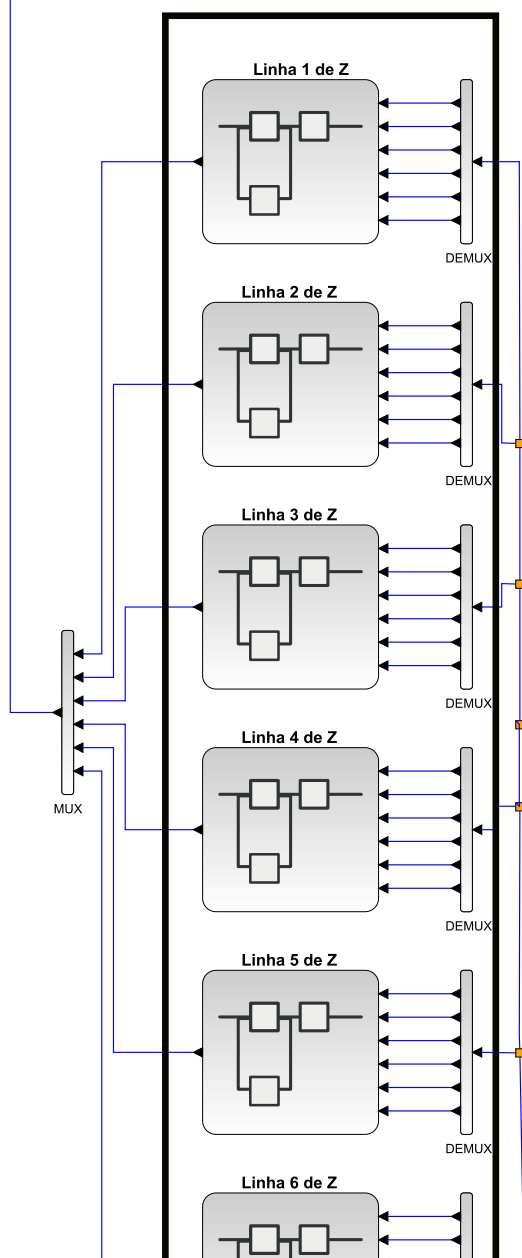 Linha 1 de Z
DEMUX
Linha 2 de Z
DEMUX
Linha 3 de Z
DEMUX
Linha 4 de Z
MUX
DEMUX
Linha 5 de Z
DEMUX
Linha 6 de Z